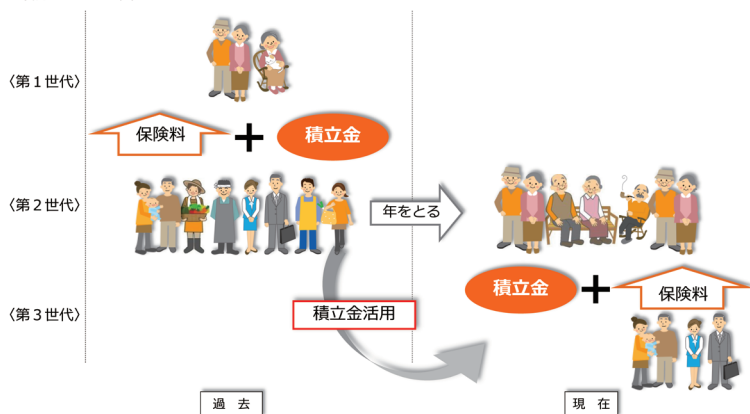 〈第1世代〉
保険料
＋
積立金
〈第2世代〉
年をとる
積立金
＋
保険料
〈第3世代〉
積立金活用
過 去
現 在